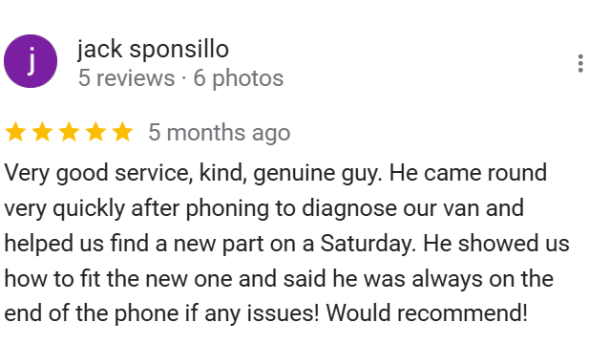 j
jack sponsillo
5 reviews · 6 photos
5 months ago
Very good service, kind, genuine guy. He came round
very quickly after phoning to diagnose our van and
helped us find a new part on a Saturday. He showed us
how to fit the new one and said he was always on the
end of the phone if any issues! Would recommend!